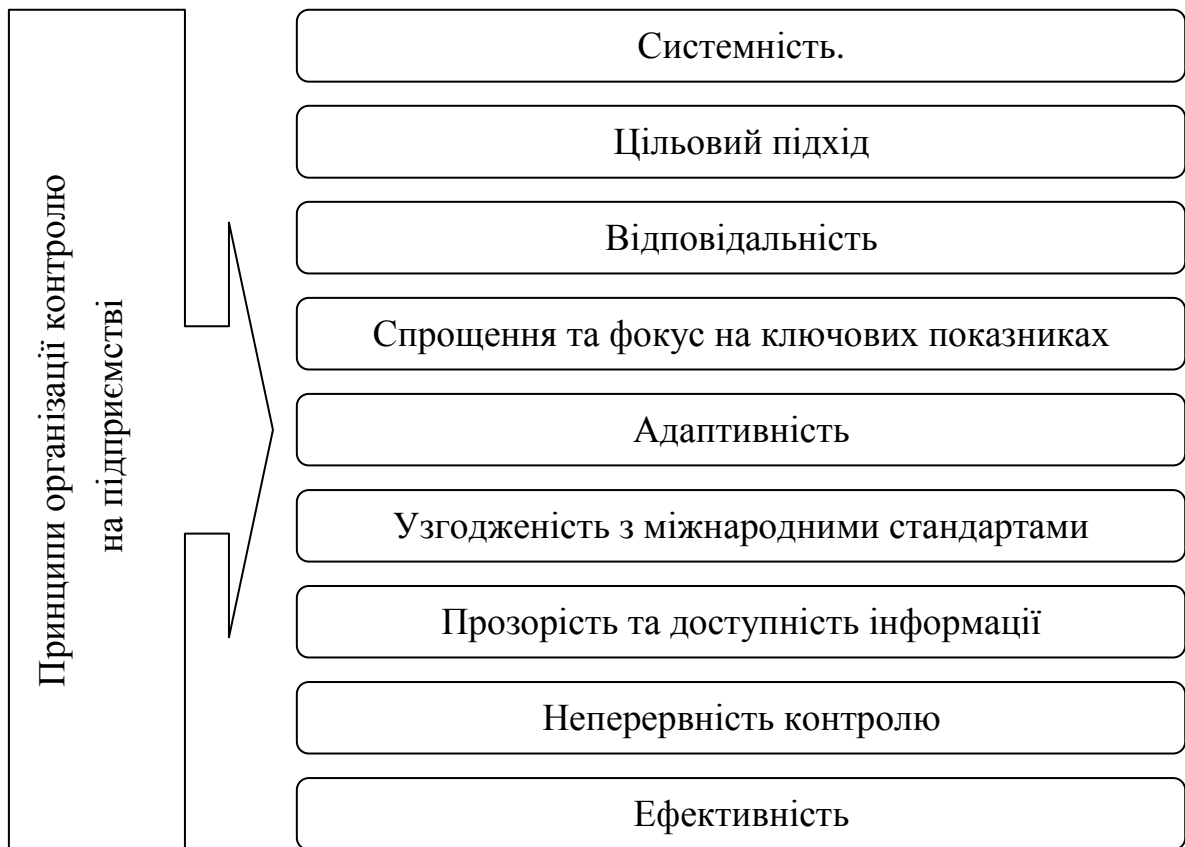 Принципи організації контролю
на підприємстві
Системність.
Цільовий підхід
Відповідальність
Спрощення та фокус на ключових показниках
Адаптивність
Узгодженість з міжнародними стандартами
Прозорість та доступність інформації
Неперервність контролю
Ефективність